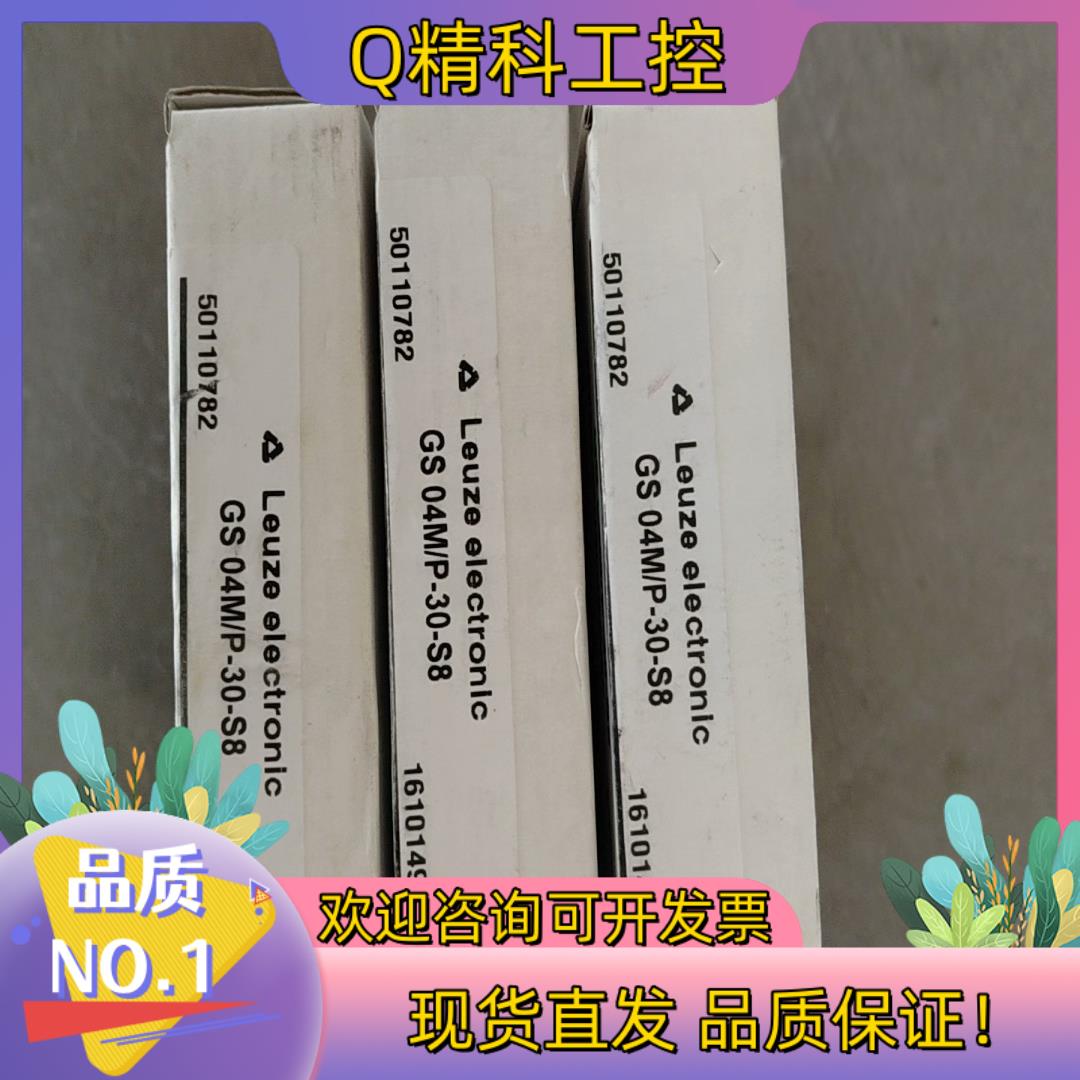 Q精科工控
50110782
Leuze electronic
GS 04M/P-30-S8
50110782
Leuze electronic
GS 04M/P-30-S8
1610149
50110782
Leuze electronic
GS 04M/P-30-S8
16101
品质
NO.1
欢迎咨询可开发票
现货直发 品质保证!